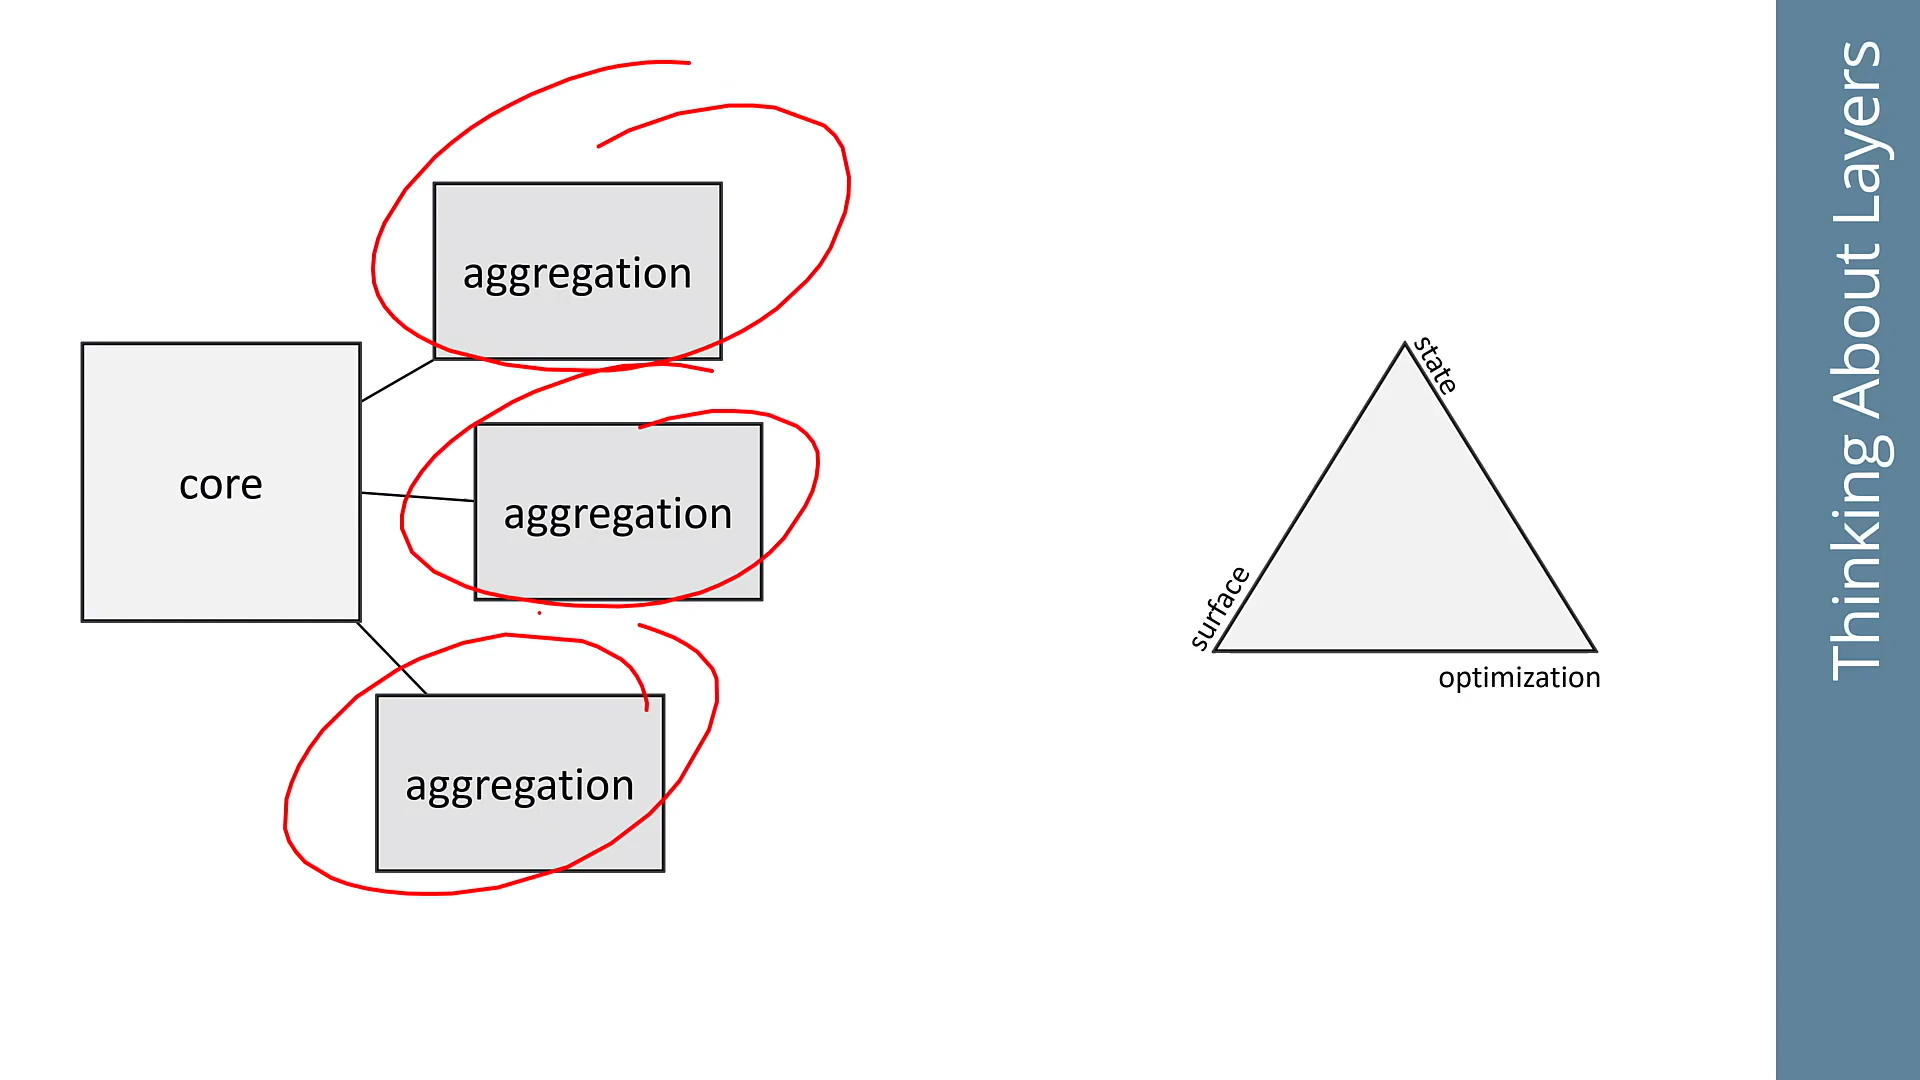 Thinking About Layers
aggregation
core
aggregation
aggregation
state
surface
optimization